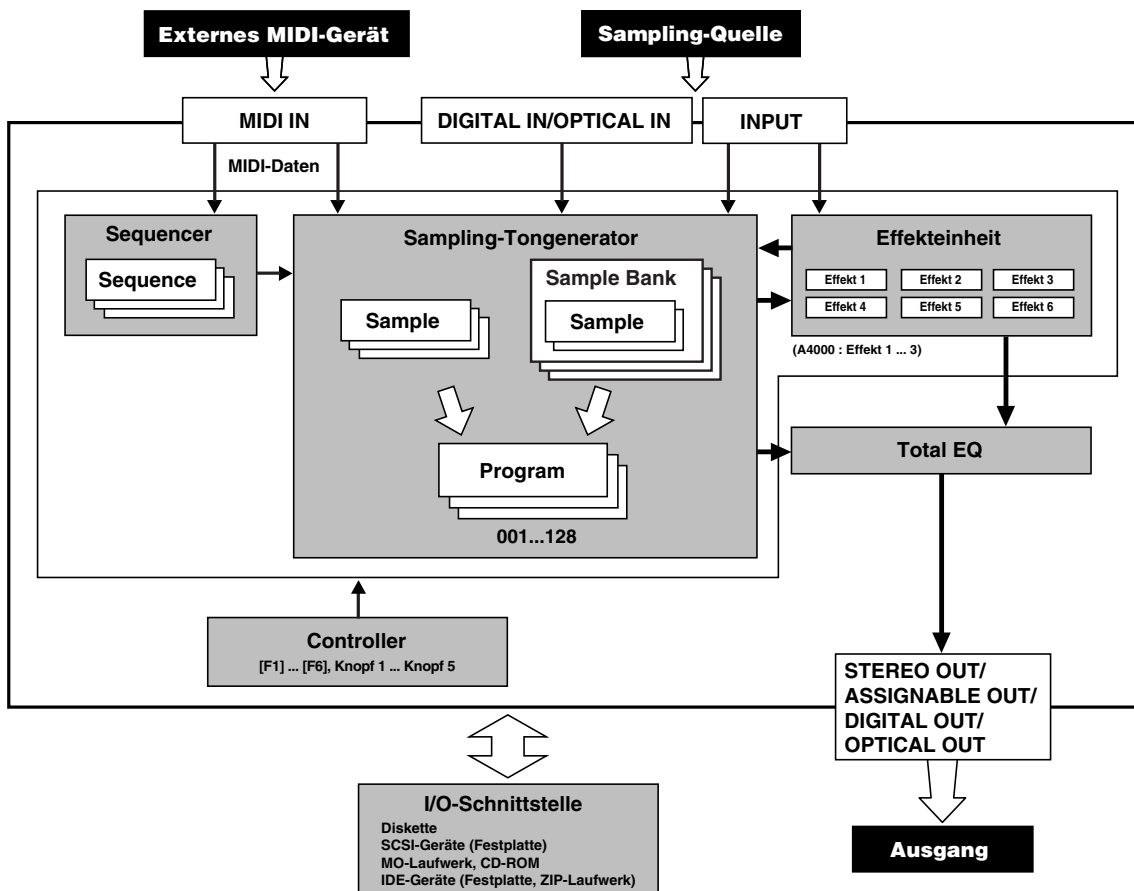 Externes MIDI-Gerät
Sampling-Quelle
MIDI IN
DIGITAL IN/OPTICAL IN
INPUT
MIDI-Daten
Sequencer
Sequence
Sampling-Tongenerator
Sample
Sample Bank
Sample
Program
001...128
Effekteinheit
Effekt 1
Effekt 2
Effekt 3
Effekt 4
Effekt 5
Effekt 6
(A4000 : Effekt 1 ... 3)
Total EQ
Controller
[F1] ... [F6], Knopf 1 ... Knopf 5
STEREO OUT/
ASSIGNABLE OUT/
DIGITAL OUT/
OPTICAL OUT
I/O-Schnittstelle
Diskette
SCSI-Geräte (Festplatte)
MO-Laufwerk, CD-ROM
IDE-Geräte (Festplatte, ZIP-Laufwerk)
Ausgang